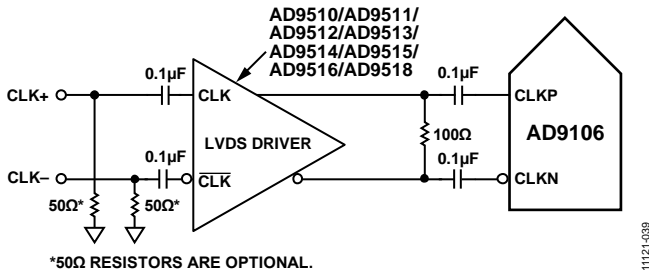 AD9510/AD9511/
AD9512/AD9513/
AD9514/AD9515/
AD9516/AD9518
0.1µF
0.1µF
CLK+
CLK
CLKP
LVDS DRIVER
100Ω
AD9106
0.1µF
0.1µF
CLK–
CLK
CLKN
50Ω*
50Ω*
*50Ω RESISTORS ARE OPTIONAL.
11121-039